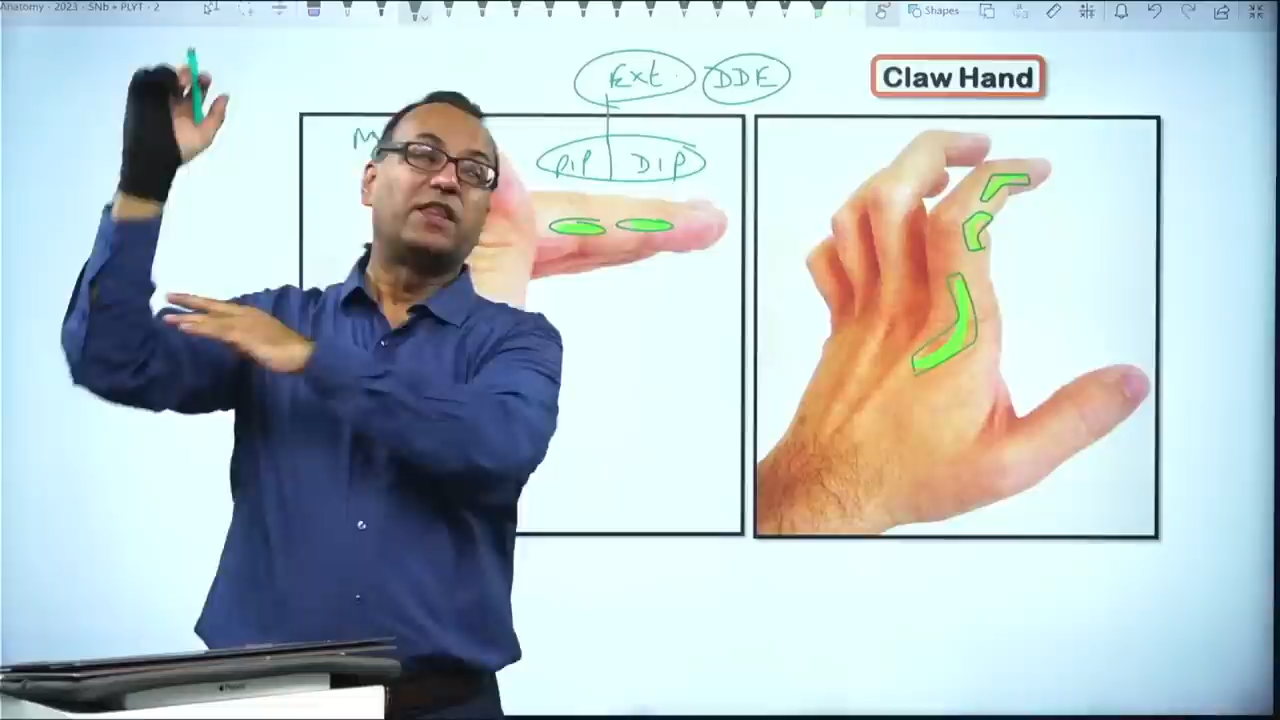 Anatomy - 2023 - SNb + PLYT - 2
Shapes
Ext. DDE
Claw Hand
PIP DIP